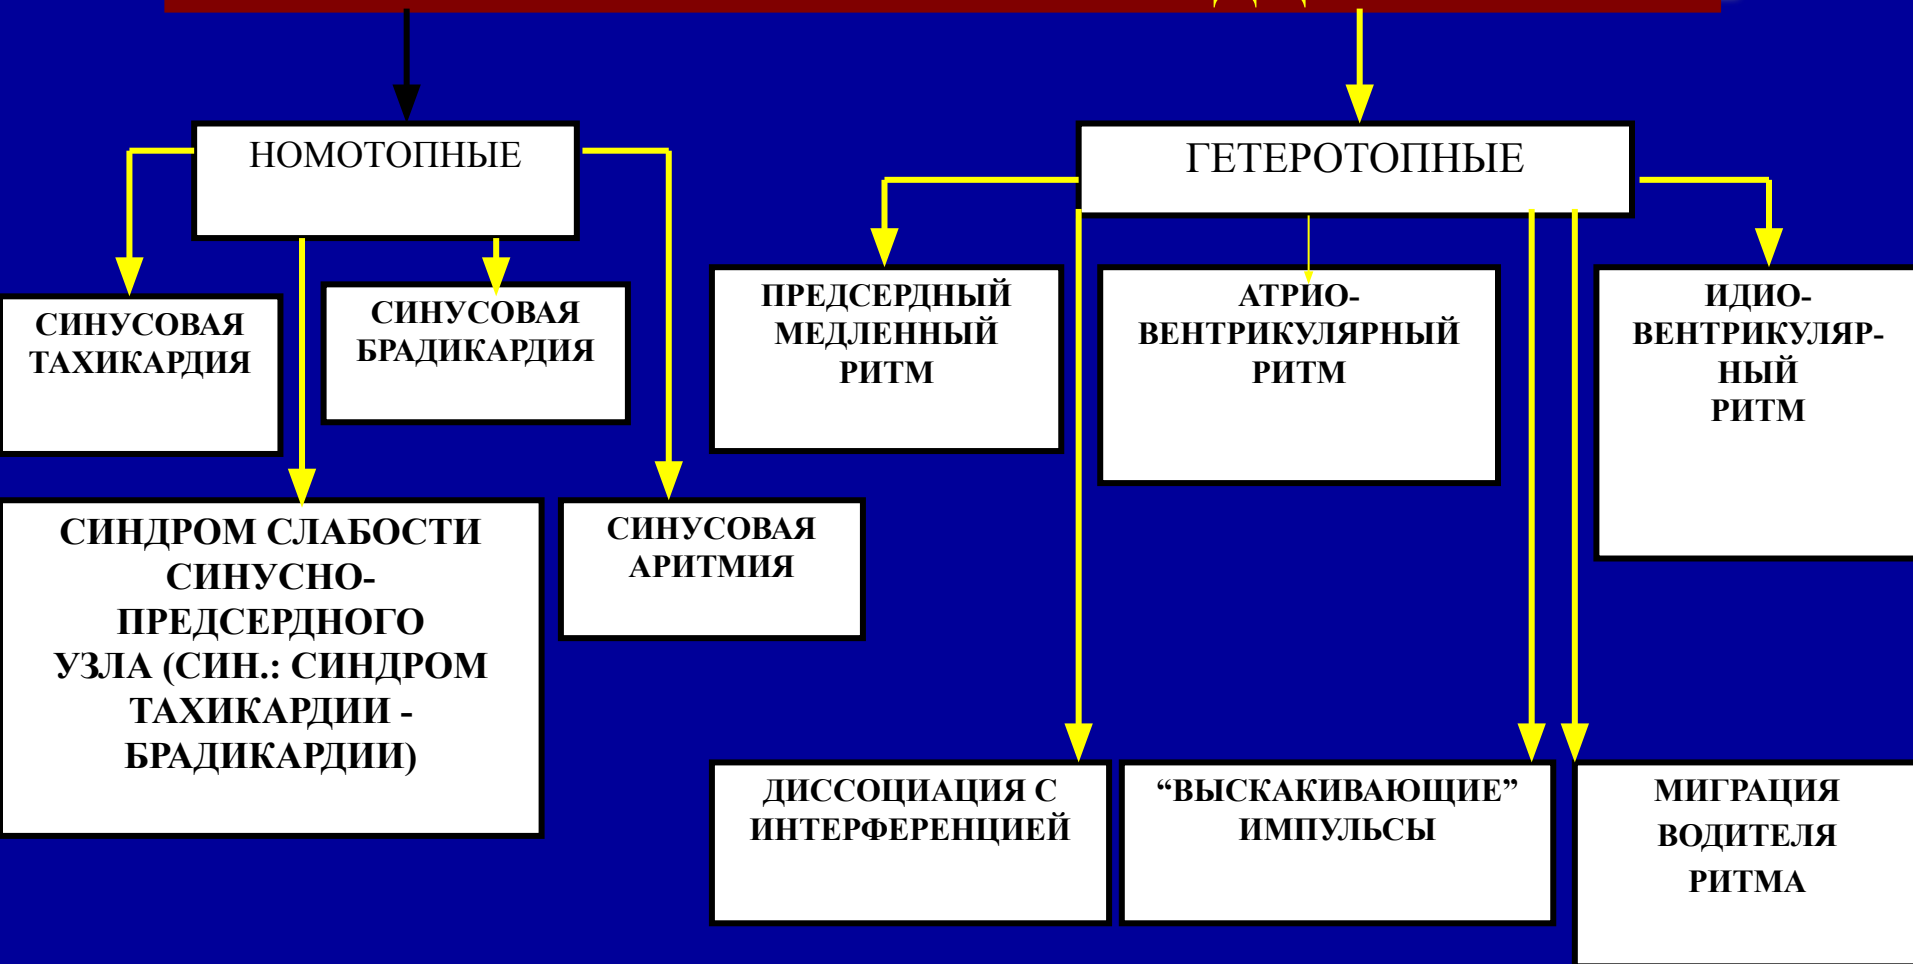 НОМОТОПНЫЕ
ГЕТЕРОТОПНЫЕ
СИНУСОВАЯ
ТАХИКАРДИЯ
СИНУСОВАЯ
БРАДИКАРДИЯ
ПРЕДСЕРДНЫЙ
МЕДЛЕННЫЙ
РИТМ
АТРИО-
ВЕНТРИКУЛЯРНЫЙ
РИТМ
ИДИО-
ВЕНТРИКУЛЯР-
НЫЙ
РИТМ
СИНДРОМ СЛАБОСТИ
СИНУСНО-
ПРЕДСЕРДНОГО
УЗЛА (СИН.: СИНДРОМ
ТАХИКАРДИИ -
БРАДИКАРДИИ)
СИНУСОВАЯ
АРИТМИЯ
ДИССОЦИАЦИЯ С
ИНТЕРФЕРЕНЦИЕЙ
“ВЫСКАКИВАЮЩИЕ”
ИМПУЛЬСЫ
МИГРАЦИЯ
ВОДИТЕЛЯ
РИТМА